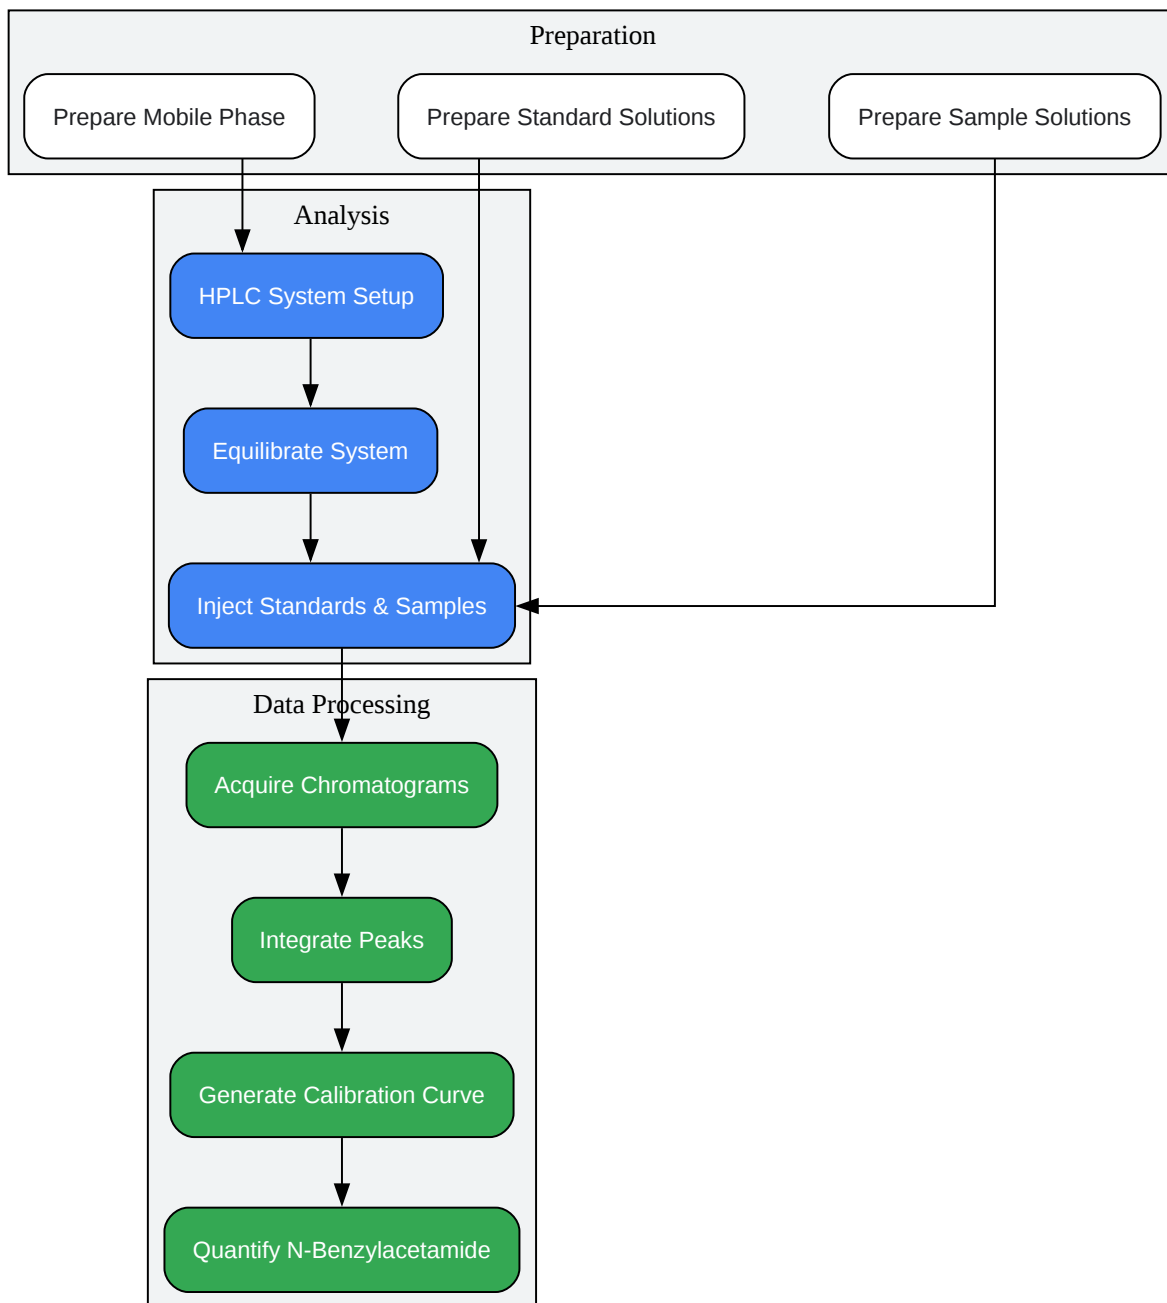 Preparation
Prepare Mobile Phase
Prepare Standard Solutions
Prepare Sample Solutions
Analysis
HPLC System Setup
Equilibrate System
Inject Standards & Samples
Data Processing
Acquire Chromatograms
Integrate Peaks
Generate Calibration Curve
Quantify N-Benzylacetamide